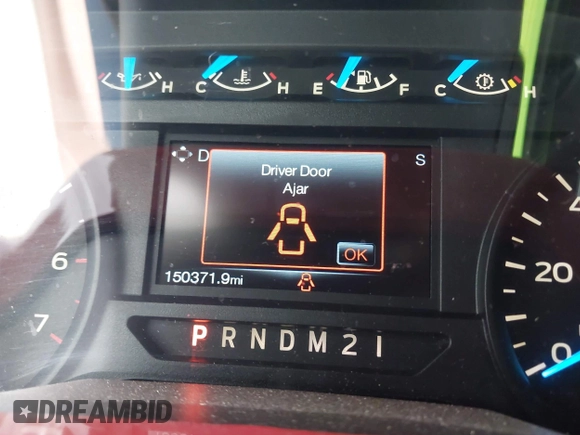 H C H E F C H
D S
Driver Door
Ajar
OK
150371.9mi
6
7
P R N D M 2 1
20
0
DREAMBID